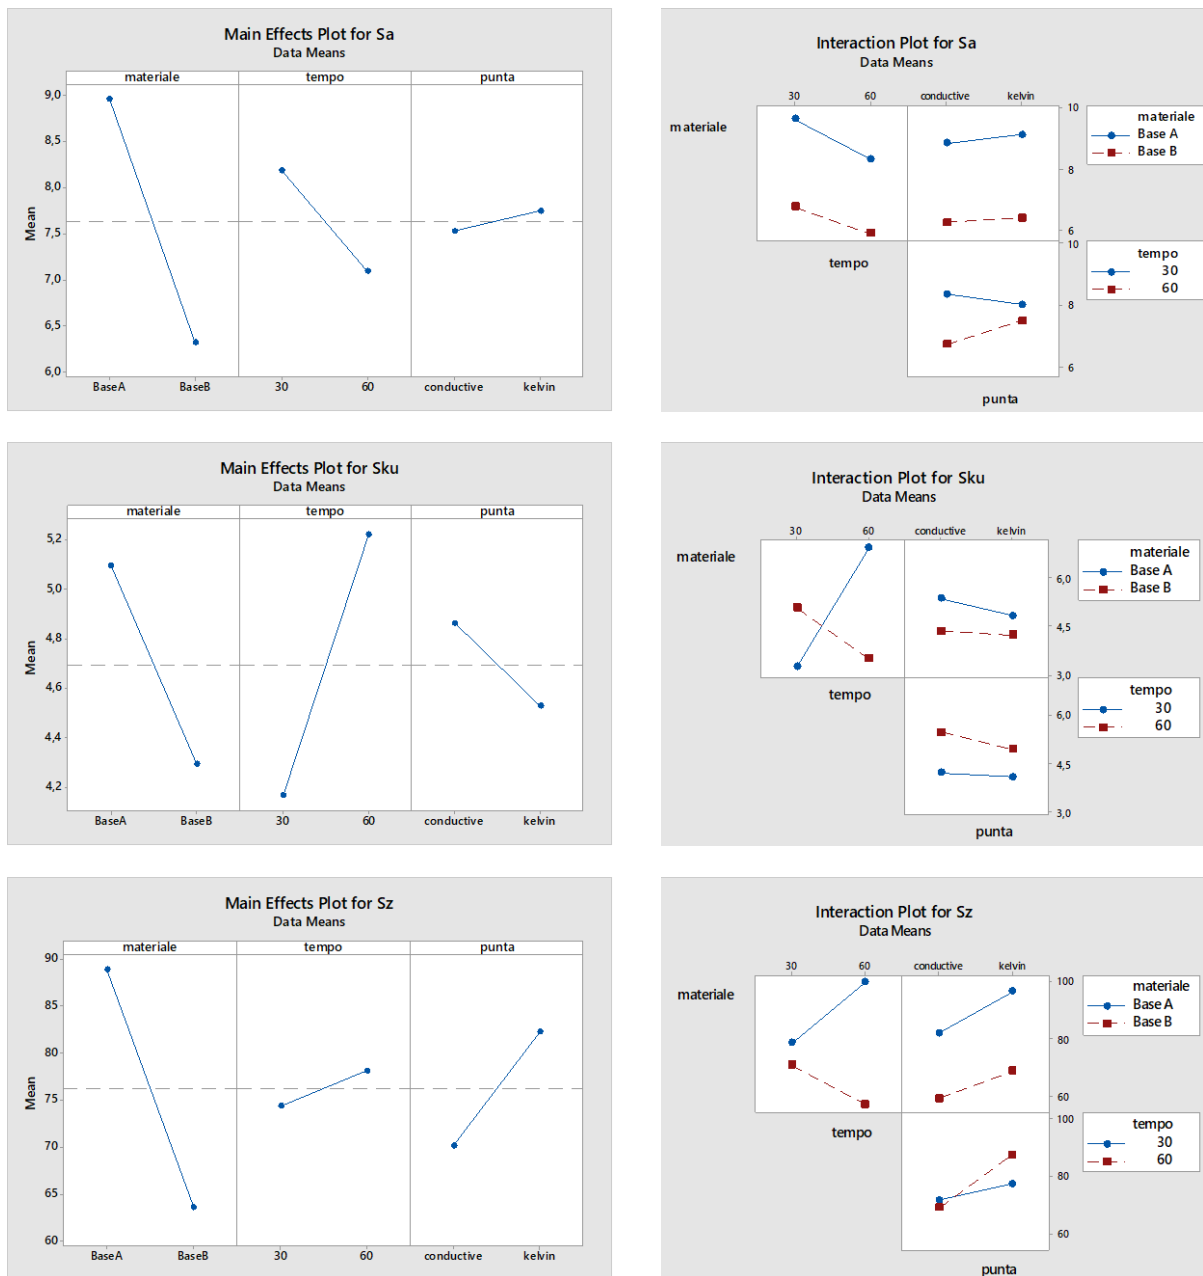 Main Effects Plot for Sa
Data Means
materiale tempo punta
9,0
8,5
8,0
7,5
7,0
6,5
6,0
Mean
BaseA BaseB 30 60 conductive kelvin
Interaction Plot for Sa
Data Means
30 60 conductive kelvin
materiale
10
8
6
materiale
Base A
Base B
tempo
10
8
6
tempo
30
60
punta
Main Effects Plot for Sku
Data Means
materiale tempo punta
5,2
5,0
4,8
4,6
4,4
4,2
Mean
BaseA BaseB 30 60 conductive kelvin
Interaction Plot for Sku
Data Means
30 60 conductive kelvin
materiale
6,0
4,5
3,0
materiale
Base A
Base B
tempo
6,0
4,5
3,0
tempo
30
60
punta
Main Effects Plot for Sz
Data Means
materiale tempo punta
90
85
80
75
70
65
60
Mean
BaseA BaseB 30 60 conductive kelvin
Interaction Plot for Sz
Data Means
30 60 conductive kelvin
materiale
100
80
60
materiale
Base A
Base B
tempo
100
80
60
tempo
30
60
punta